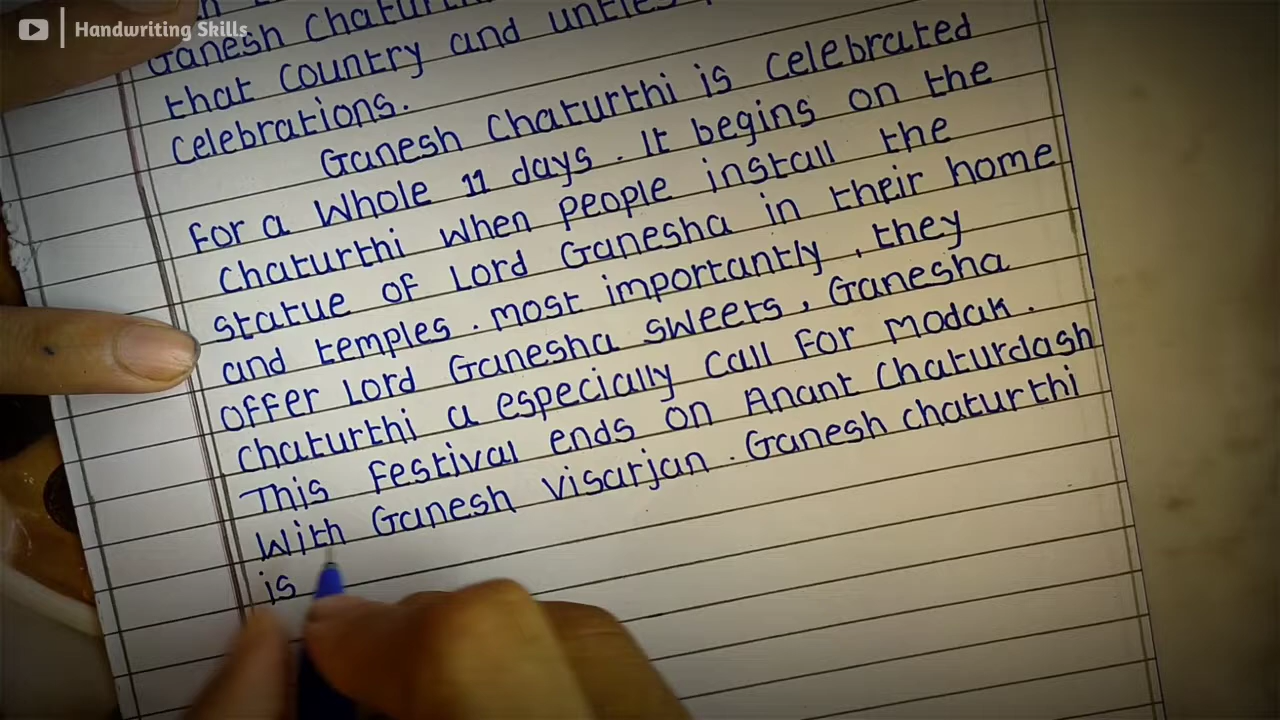 Handwriting Skills
Ganesh Chaturthi
that country and unties
celebrations.
Ganesh Chaturthi is celebrated
for a whole 11 days. It begins on the
chaturthi when people install the
statue of Lord Ganesha in their home
and temples. most importantly, they
offer Lord Ganesha sweets, Ganesha
chaturthi a especially call for modak.
This festival ends on Anant Chaturdash
With Ganesh visarjan. Ganesh chaturthi
is